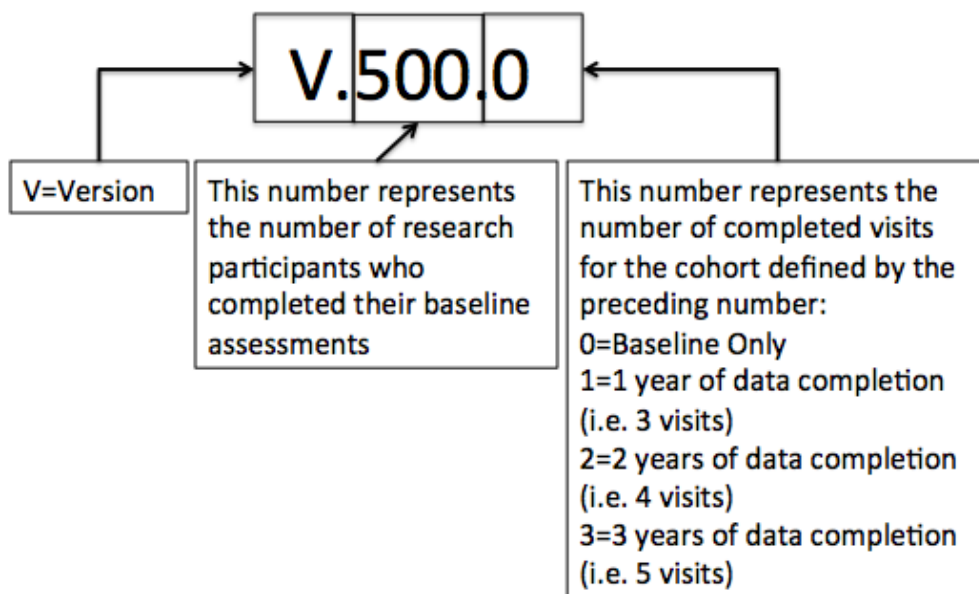 V.500.0
V=Version
This number represents
the number of research
participants who
completed their baseline
assessments
This number represents the
number of completed visits
for the cohort defined by the
preceding number:
0=Baseline Only
1=1 year of data completion
(i.e. 3 visits)
2=2 years of data completion
(i.e. 4 visits)
3=3 years of data completion
(i.e. 5 visits)